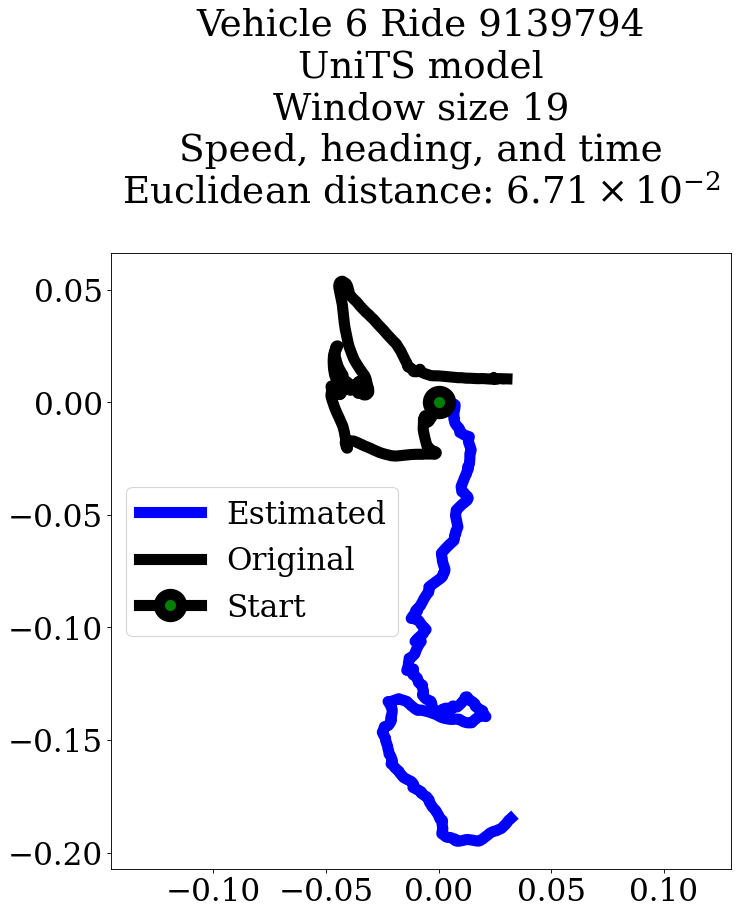 Vehicle 6 Ride 9139794
UniTS model
Window size 19
Speed, heading, and time
Euclidean distance: 6.71 × 10⁻²
0.05
0.00
−0.05
−0.10
−0.15
−0.20
Estimated
Original
Start
−0.10 −0.05 0.00 0.05 0.10